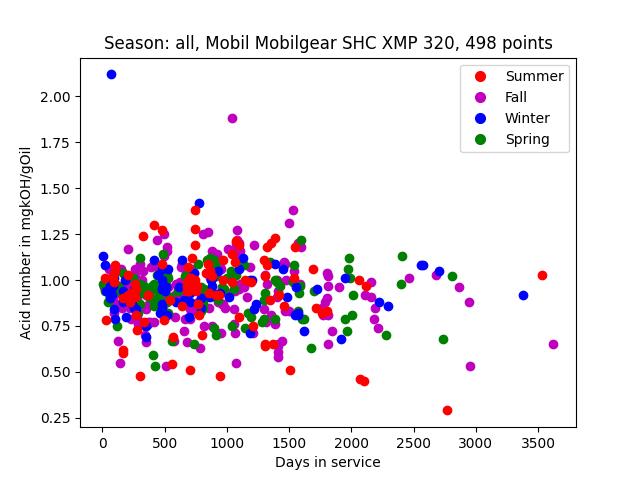 Season: all, Mobil Mobilgear SHC XMP 320, 498 points
Summer
Fall
Winter
Spring
Acid number in mgKOH/gOil
2.00
1.75
1.50
1.25
1.00
0.75
0.50
0.25
0 500 1000 1500 2000 2500 3000 3500
Days in service